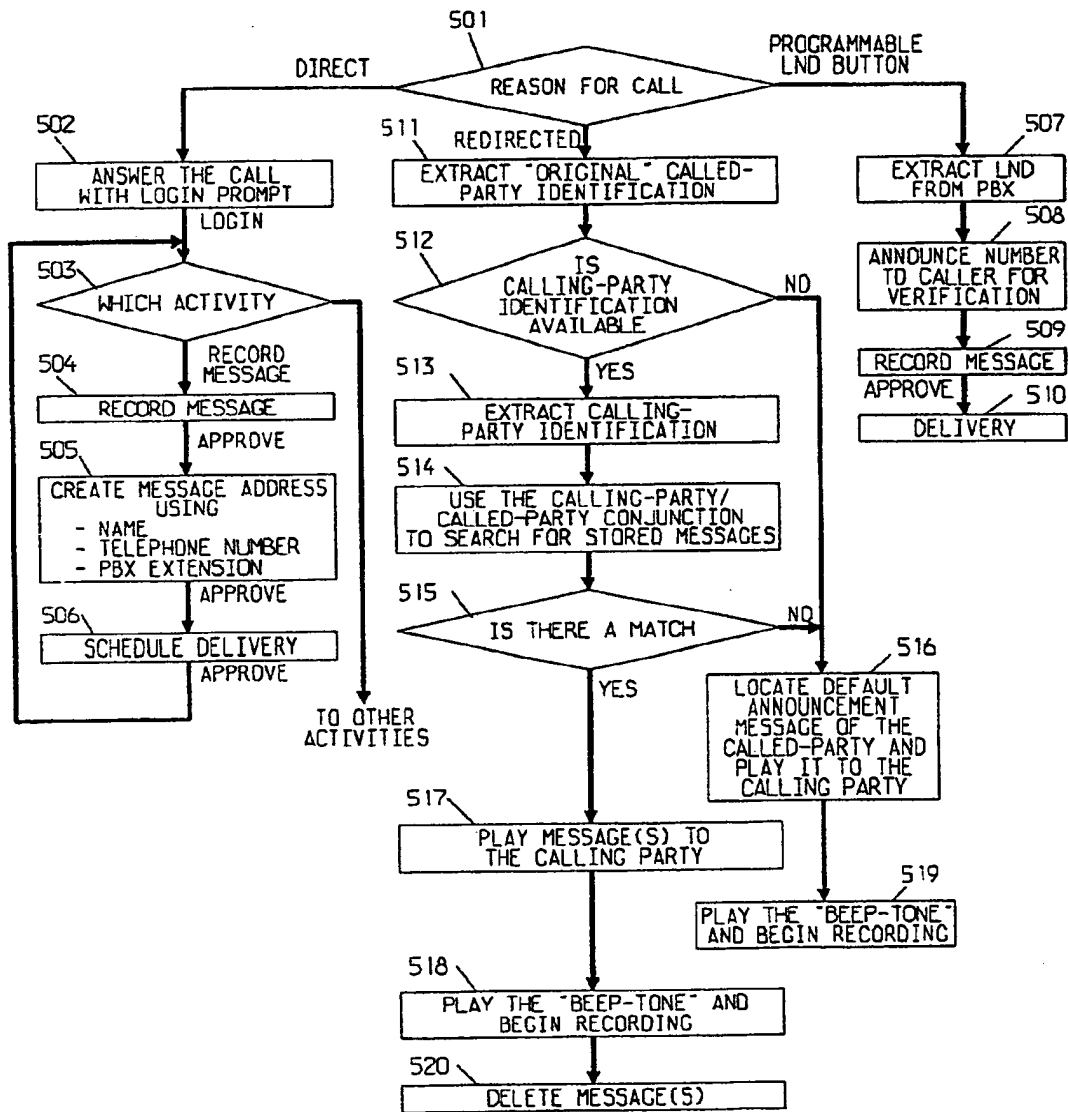 501
REASON FOR CALL
DIRECT
PROGRAMMABLE
LND BUTTON
REDIRECTED
502
ANSWER THE CALL
WITH LOGIN PROMPT
LOGIN
503
WHICH ACTIVITY
RECORD
MESSAGE
504
RECORD MESSAGE
APPROVE
505
CREATE MESSAGE ADDRESS
USING
- NAME
- TELEPHONE NUMBER
- PBX EXTENSION
APPROVE
506
SCHEDULE DELIVERY
APPROVE
TO OTHER
ACTIVITIES
511
EXTRACT "ORIGINAL" CALLED-
PARTY IDENTIFICATION
512
IS
CALLING-PARTY
IDENTIFICATION
AVAILABLE
NO
YES
513
EXTRACT CALLING-
PARTY IDENTIFICATION
514
USE THE CALLING-PARTY/
CALLED-PARTY CONJUNCTION
TO SEARCH FOR STORED MESSAGES
515
IS THERE A MATCH
NO
YES
516
LOCATE DEFAULT
ANNOUNCEMENT
MESSAGE OF THE
CALLED-PARTY AND
PLAY IT TO THE
CALLING PARTY
517
PLAY MESSAGE(S) TO
THE CALLING PARTY
519
PLAY THE "BEEP-TONE"
AND BEGIN RECORDING
518
PLAY THE "BEEP-TONE" AND
BEGIN RECORDING
520
DELETE MESSAGE(S)
507
EXTRACT LND
FROM PBX
508
ANNOUNCE NUMBER
TO CALLER FOR
VERIFICATION
509
RECORD MESSAGE
APPROVE
510
DELIVERY